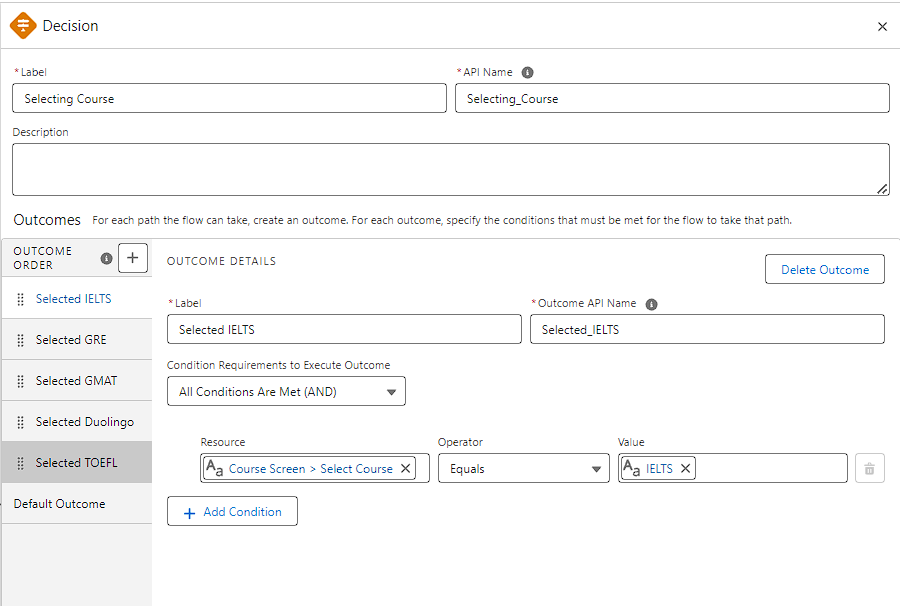 Decision
* Label
* API Name
Selecting Course
Selecting_Course
Description
Outcomes For each path the flow can take, create an outcome. For each outcome, specify the conditions that must be met for the flow to take that path.
OUTCOME ORDER
OUTCOME DETAILS
Delete Outcome
Selected IELTS
Selected GRE
Selected GMAT
Selected Duolingo
Selected TOEFL
Default Outcome
* Label
* Outcome API Name
Selected IELTS
Selected_IELTS
Condition Requirements to Execute Outcome
All Conditions Are Met (AND)
Resource
Operator
Value
Aa Course Screen > Select Course
Equals
Aa IELTS
+ Add Condition